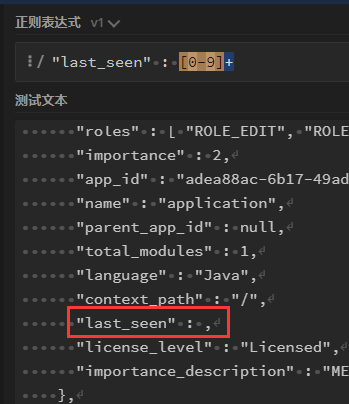 正则表达式 v1
/ "last_seen" : [0-9]+
测试文本
"roles" : [ "ROLE_EDIT", "ROLE
"importance" : 2,
"app_id" : "adea88ac-6b17-49ad
"name" : "application",
"parent_app_id" : null,
"total_modules" : 1,
"language" : "Java",
"context_path" : "/",
"last_seen" : ,
"license_level" : "Licensed",
"importance_description" : "ME
},